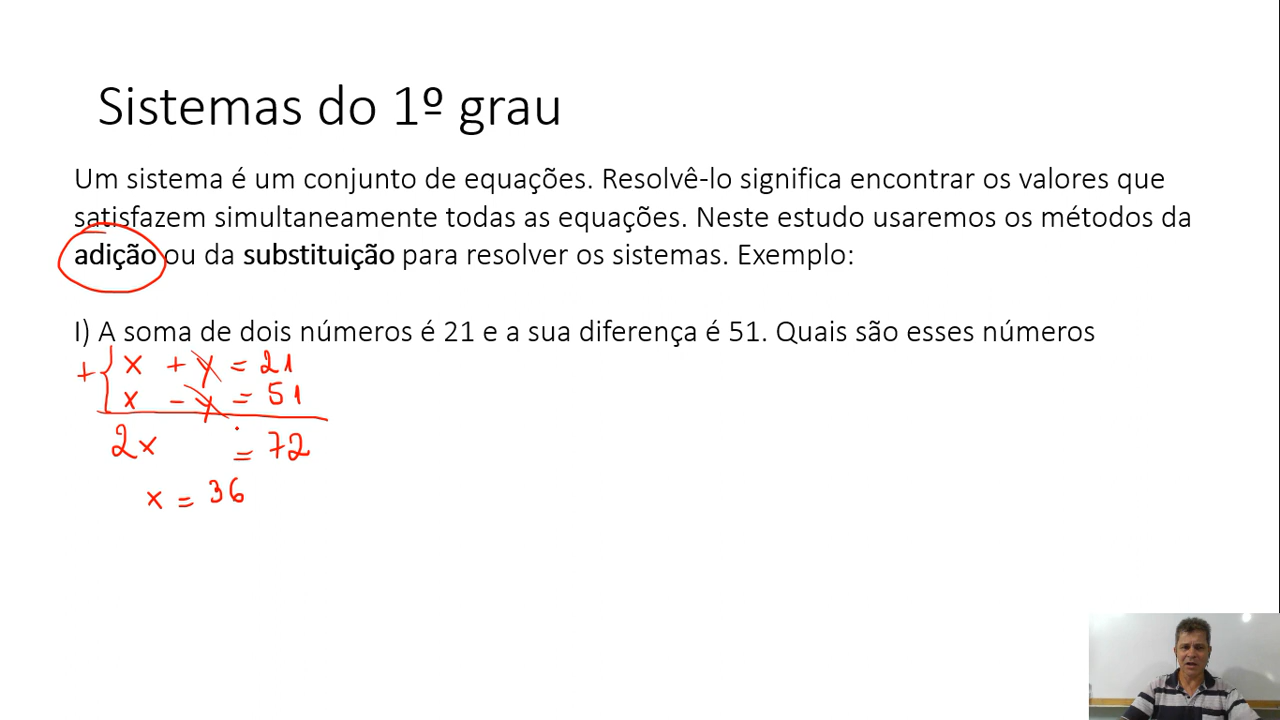 Sistemas do 1º grau
Um sistema é um conjunto de equações. Resolvê-lo significa encontrar os valores que
satisfazem simultaneamente todas as equações. Neste estudo usaremos os métodos da
adição ou da substituição para resolver os sistemas. Exemplo:
I) A soma de dois números é 21 e a sua diferença é 51. Quais são esses números
+{ x + y = 21
x - y = 51
2x = 72
x = 36